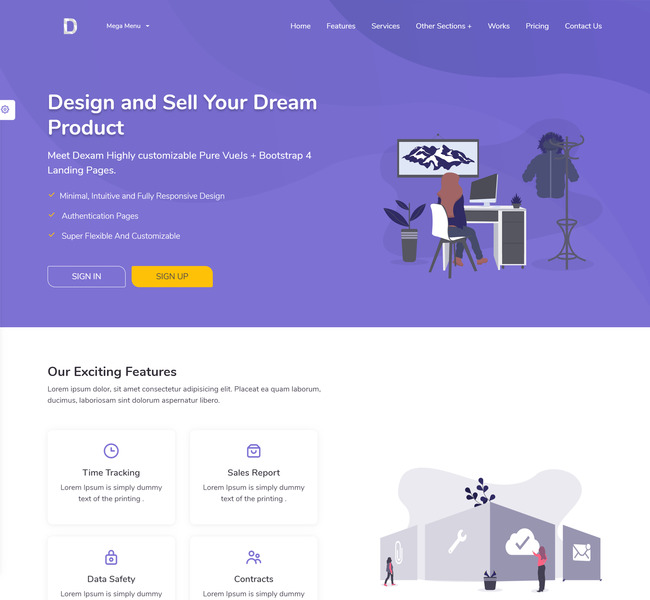 D
Mega Menu
Home Features Services Other Sections + Works Pricing Contact Us
Design and Sell Your Dream
Product
Meet Dexam Highly customizable Pure VueJs + Bootstrap 4
Landing Pages.
Minimal, Intuitive and Fully Responsive Design
Authentication Pages
Super Flexible And Customizable
SIGN IN SIGN UP
Our Exciting Features
Lorem ipsum dolor, sit amet consectetur adipisicing elit. Placeat ea quam laborum,
ducimus, laboriosam sint dolorum aspernatur libero.
Time Tracking
Lorem Ipsum is simply dummy
text of the printing .
Sales Report
Lorem Ipsum is simply dummy
text of the printing .
Data Safety
Lorem Ipsum is simply dummy
Contracts
Lorem Ipsum is simply dummy